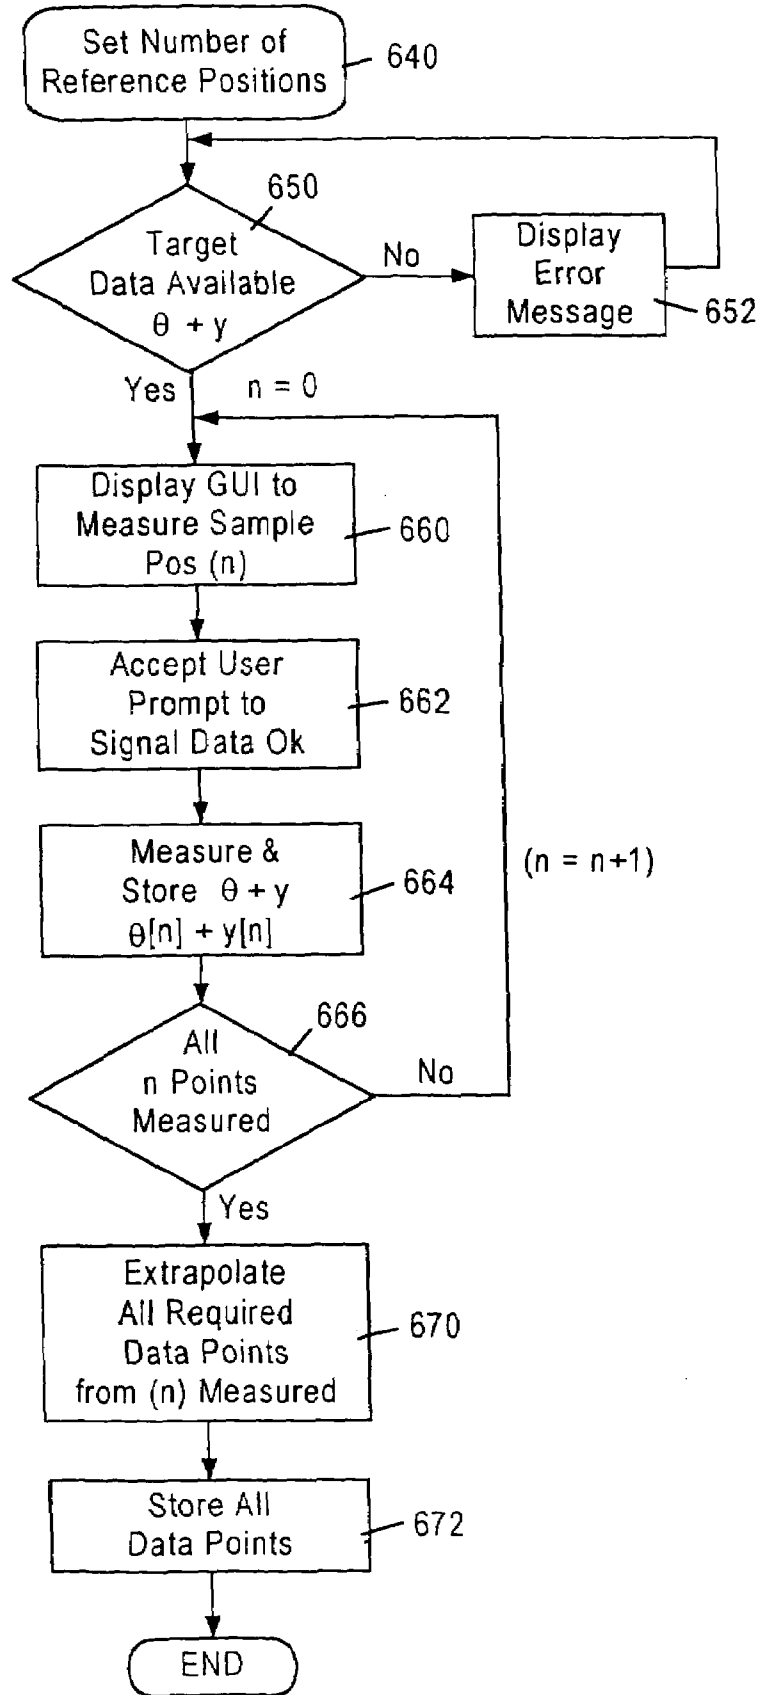 Set Number of
Reference Positions
640
650
Target
Data Available
θ + y
No
Display
Error
Message
652
Yes
n = 0
Display GUI to
Measure Sample
Pos (n)
660
Accept User
Prompt to
Signal Data Ok
662
Measure &
Store θ + y
θ[n] + y[n]
664
(n = n+1)
666
All
n Points
Measured
No
Yes
Extrapolate
All Required
Data Points
from (n) Measured
670
Store All
Data Points
672
END